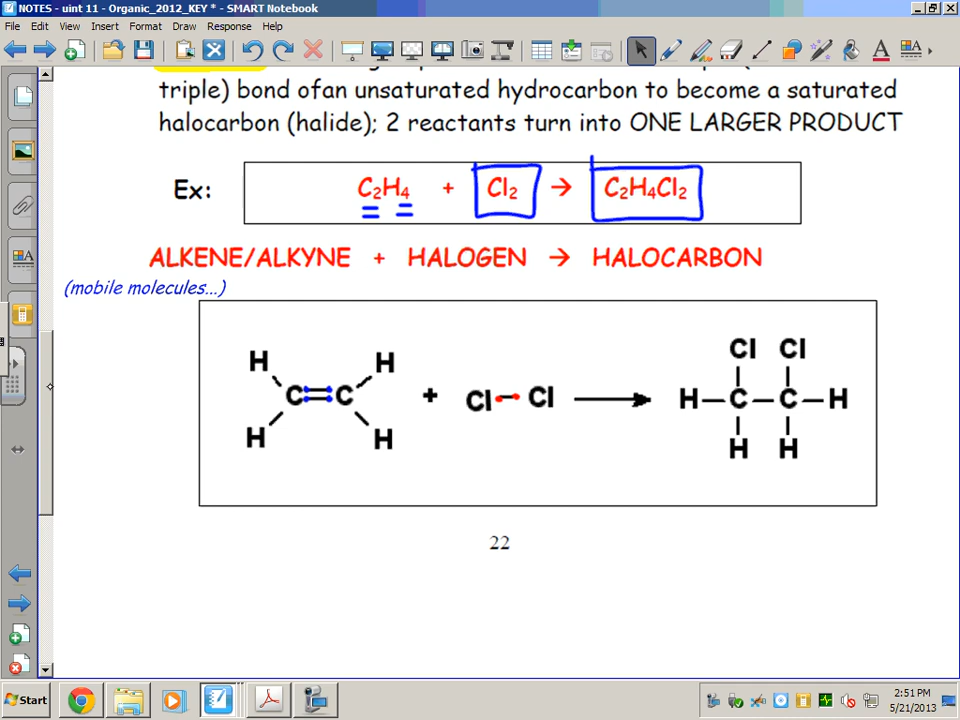 NOTES - uint 11 - Organic_2012_KEY * - SMART Notebook
File Edit View Insert Format Draw Response Help
triple) bond ofan unsaturated hydrocarbon to become a saturated
halocarbon (halide); 2 reactants turn into ONE LARGER PRODUCT
Ex: C₂H₄ + Cl₂ → C₂H₄Cl₂
ALKENE/ALKYNE + HALOGEN → HALOCARBON
(mobile molecules...)
Cl Cl
H H
C=C + Cl-Cl → H-C-C-H
H H H H
22
Start 2:51 PM
5/21/2013